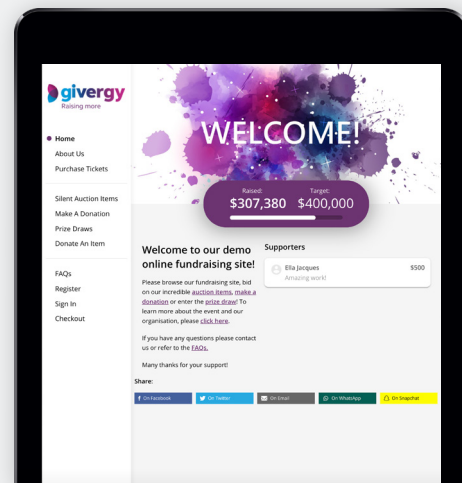 givergy
Raising more
Home
About Us
Purchase Tickets
Silent Auction Items
Make A Donation
Prize Draws
Donate An Item
FAQs
Register
Sign In
Checkout
WELCOME!
Raised: Target:
$307,380 $400,000
Welcome to our demo
online fundraising site!
Please browse our fundraising site, bid
on our incredible auction items, make a
donation or enter the prize draw! To
learn more about the event and our
organisation, please click here.
If you have any questions please contact
us or refer to the FAQs.
Many thanks for your support!
Supporters
Ella Jacques $500
Amazing work!
Share:
On Facebook
On Twitter
On Email
On WhatsApp
On Snapchat